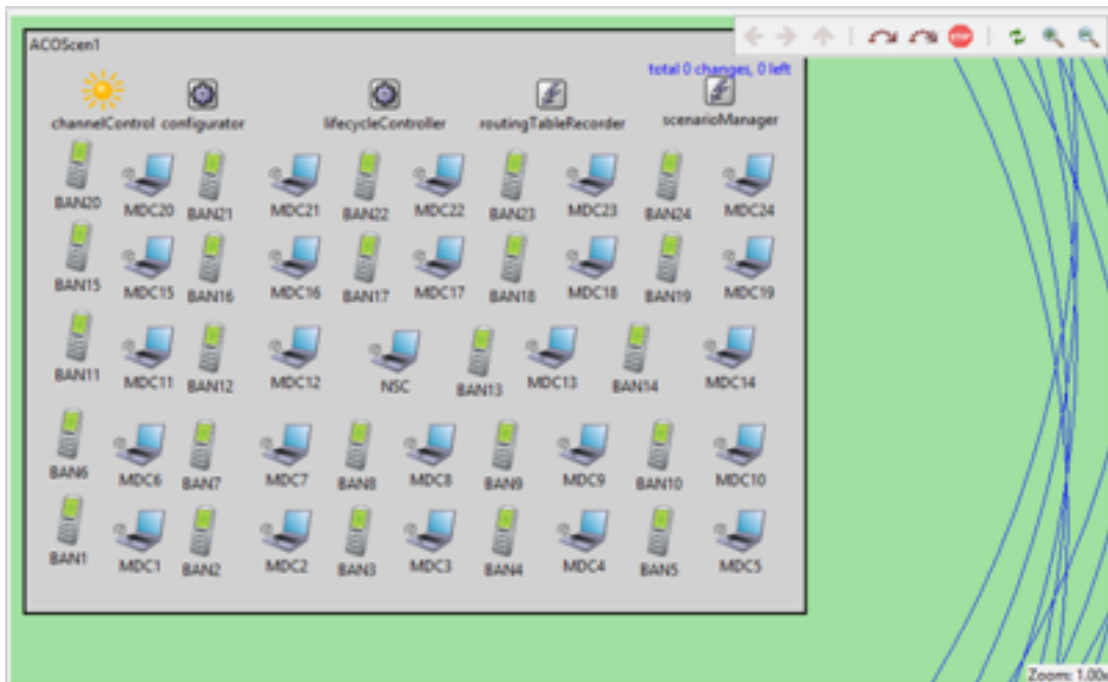 ACOScen1
STOP
total 0 changes, 0 left
channelControl configurator lifecycleController routingTableRecorder scenarioManager
BAN20 MDC20 BAN21 MDC21 BAN22 MDC22 BAN23 MDC23 BAN24 MDC24
BAN15 MDC15 BAN16 MDC16 BAN17 MDC17 BAN18 MDC18 BAN19 MDC19
BAN11 MDC11 BAN12 MDC12 NSC BAN13 MDC13 BAN14 MDC14
BAN6 MDC6 BAN7 MDC7 BAN8 MDC8 BAN9 MDC9 BAN10 MDC10
BAN1 MDC1 BAN2 MDC2 BAN3 MDC3 BAN4 MDC4 BAN5 MDC5
Zoom: 1.00x